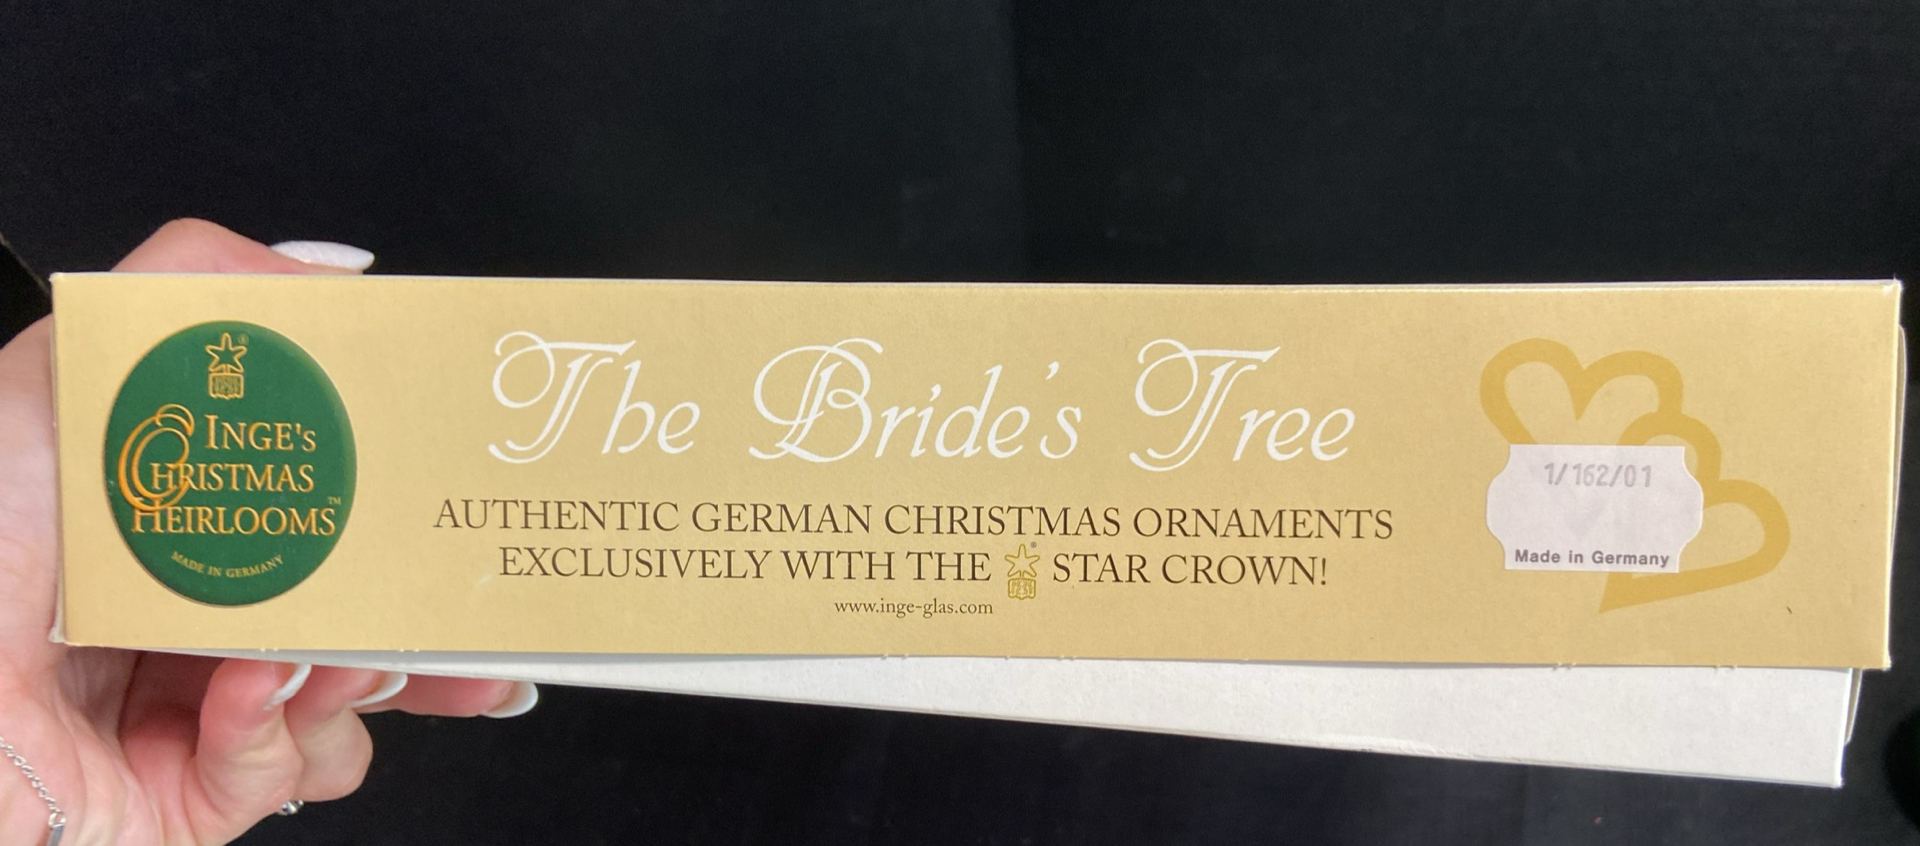 INGE's
CHRISTMAS
HEIRLOOMS™
MADE IN GERMANY
The Bride's Tree
AUTHENTIC GERMAN CHRISTMAS ORNAMENTS
EXCLUSIVELY WITH THE ® STAR CROWN!
www.inge-glas.com
1/162/01
Made in Germany